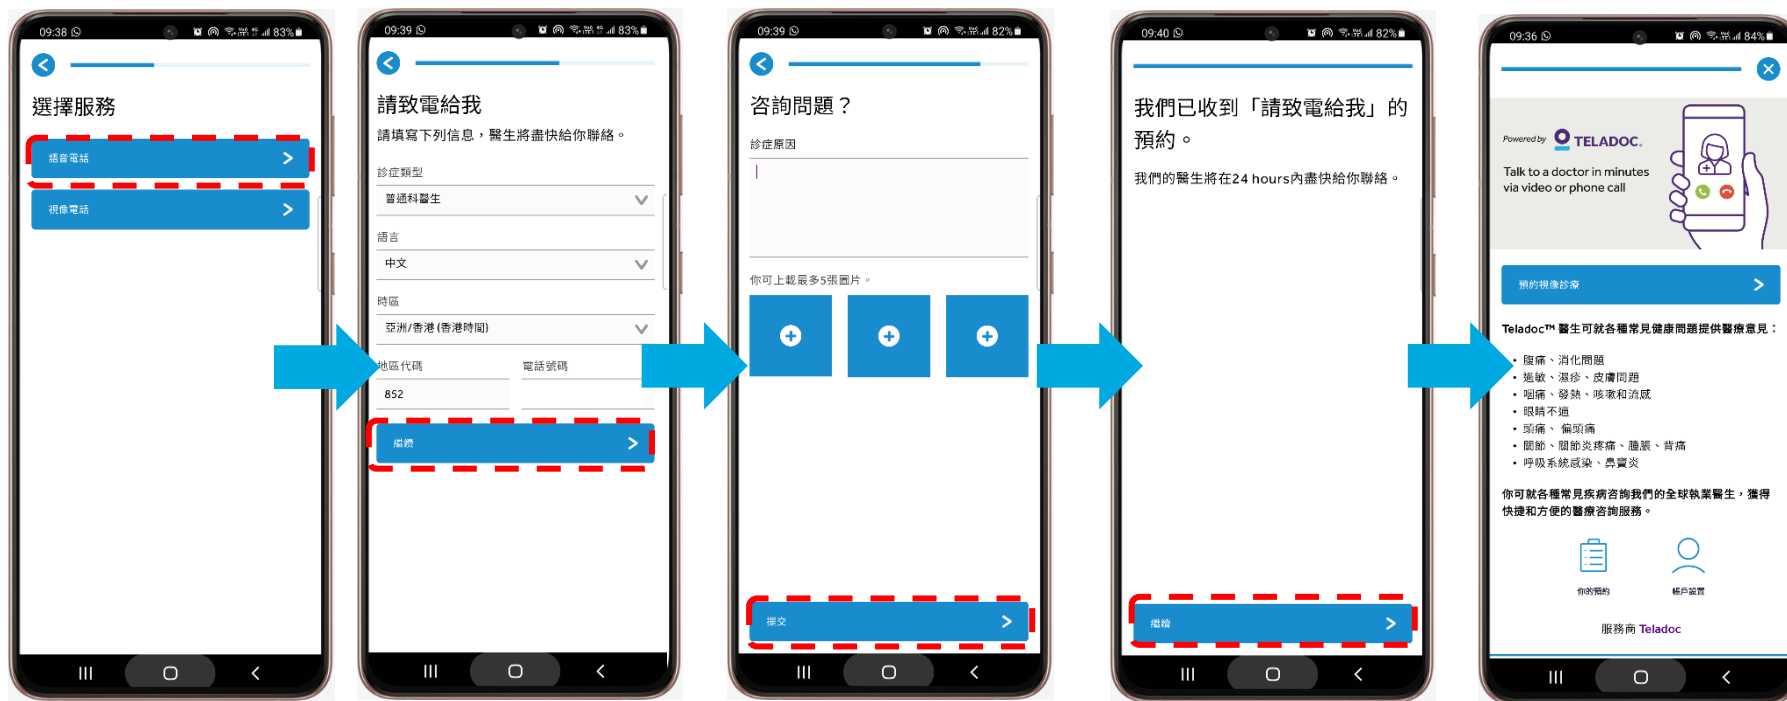 09:38
83%
選擇服務
語音電話
視像電話
09:39
83%
請致電給我
請填寫下列信息，醫生將盡快給你聯絡。
診症類型
普通科醫生
語言
中文
時區
亞洲/香港 (香港時間)
地區代碼
電話號碼
852
繼續
09:39
82%
咨詢問題？
診症原因
你可上載最多5張圖片。
提交
09:40
82%
我們已收到「請致電給我」的
預約。
我們的醫生將在24 hours內盡快給你聯絡。
繼續
09:36
84%
Powered by TELADOC.
Talk to a doctor in minutes
via video or phone call
預約視像診療
Teladoc™ 醫生可就各種常見健康問題提供醫療意見：
• 腹痛、消化問題
• 過敏、濕疹、皮膚問題
• 咽痛、發熱、咳嗽和流感
• 眼睛不適
• 頭痛、 偏頭痛
• 關節、關節炎疼痛、腫脹、背痛
• 呼吸系統感染、鼻竇炎
你可就各種常見疾病咨詢我們的全球執業醫生，獲得
快捷和方便的醫療咨詢服務。
你的預約
帳戶設置
服務商 Teladoc